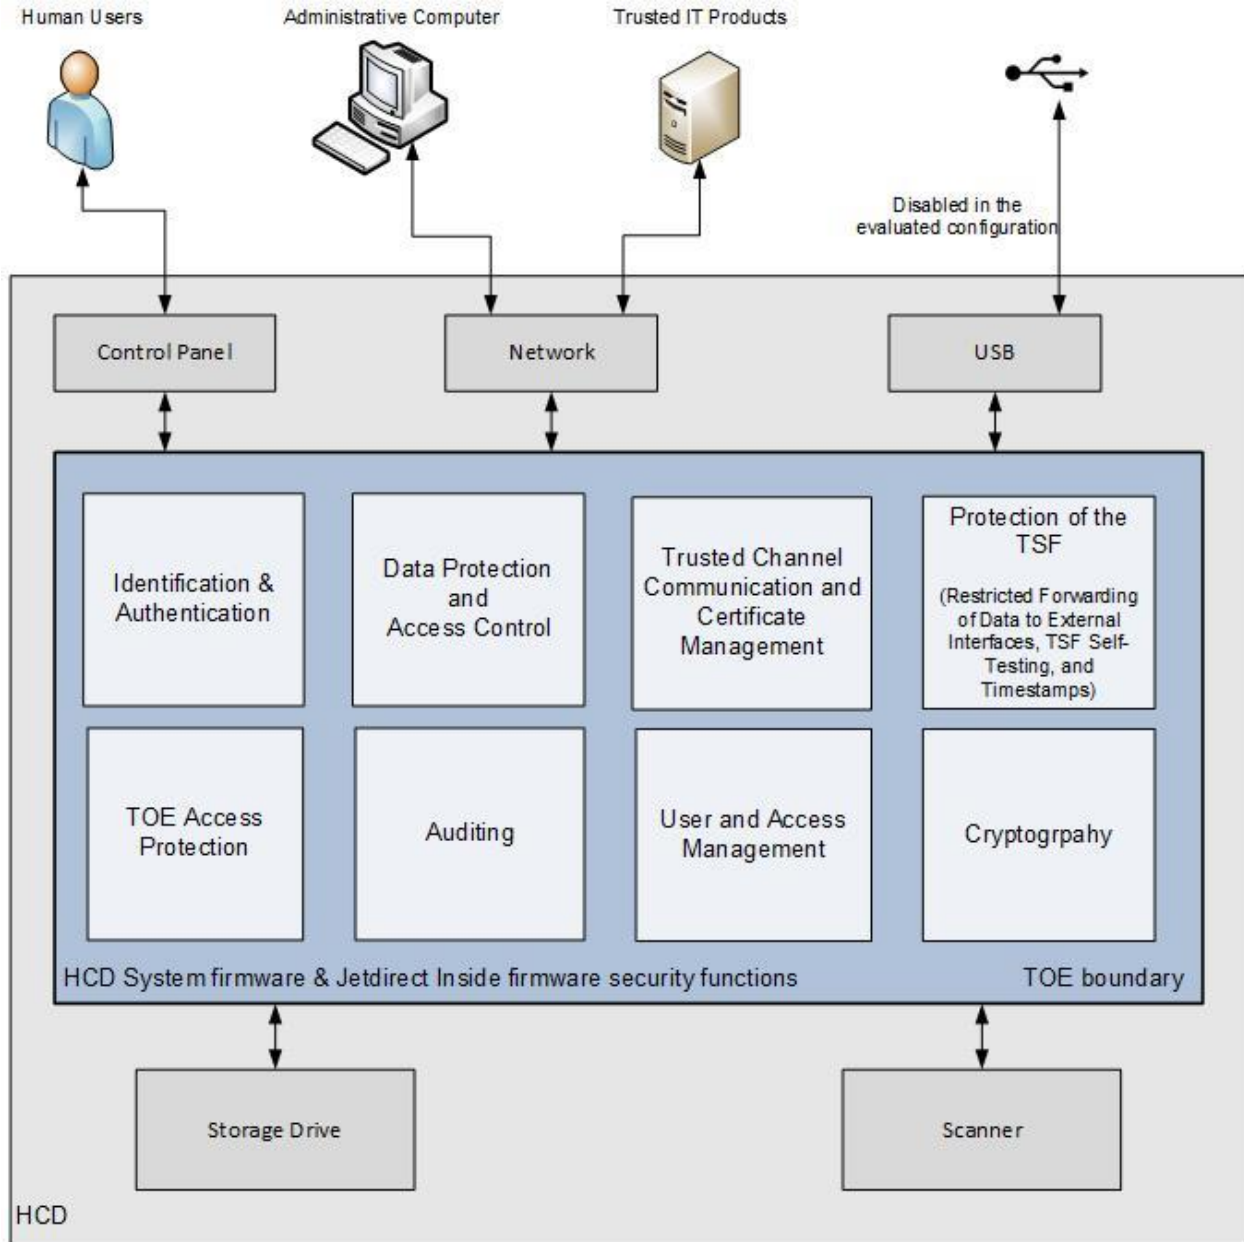 Human Users
Administrative Computer
Trusted IT Products
Disabled in the
evaluated configuration
Control Panel
Network
USB
Identification &
Authentication
Data Protection
and
Access Control
Trusted Channel
Communication and
Certificate
Management
Protection of the
TSF
(Restricted Forwarding
of Data to External
Interfaces, TSF Self-
Testing, and
Timestamps)
TOE Access
Protection
Auditing
User and Access
Management
Cryptogrpahy
HCD System firmware & Jetdirect Inside firmware security functions
TOE boundary
Storage Drive
Scanner
HCD